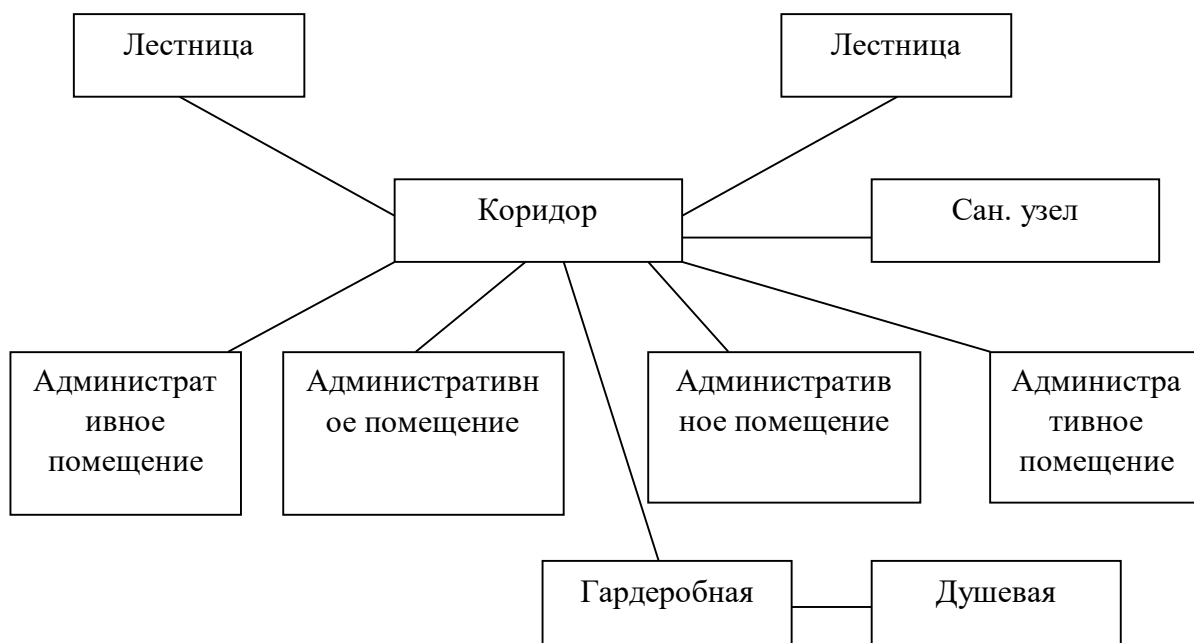 Лестница
Лестница
Коридор
Сан. узел
Администрат
ивное
помещение
Административн
ое помещение
Административ
ное помещение
Администра
тивное
помещение
Гардеробная
Душевая